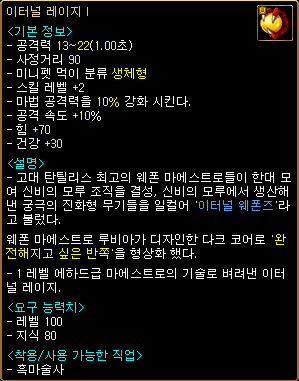 이터널 레이지 I
<기본 정보>
- 공격력 13~22(1.00초)
- 사정거리 90
- 미니펫 먹이 분류 생체형
- 스킬 레벨 +2
- 마법 공격력을 10% 강화 시킨다.
- 공격 속도 +10%
- 힘 +70
- 건강 +30
<설명>
- 고대 탄틸리스 최고의 웨폰 마에스트로들이 한대 모
여 신비의 모루 조직을 결성, 신비의 모루에서 생산해
낸 궁극의 진화형 무기들을 일컬어 '이터널 웨폰즈'라
고 불렀다.
웨폰 마에스트로 루비아가 디자인한 다크 코어로 '완
전해지고 싶은 반쪽'을 형상화 했다.
- 1 레벨 에하드급 마에스트로의 기술로 벼려낸 이터
널 레이지.
<요구 능력치>
- 레벨 100
- 지식 80
<착용/사용 가능한 직업>
- 흑마술사